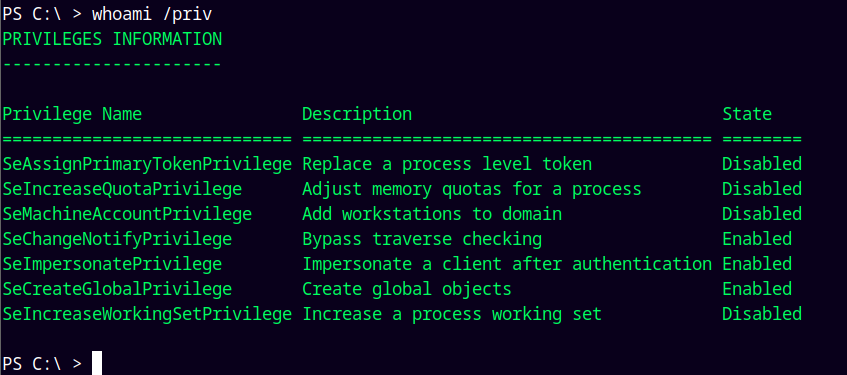 PS C:\ > whoami /priv
PRIVILEGES INFORMATION
----------------------
Privilege Name                Description                               State
============================= ========================================= ========
SeAssignPrimaryTokenPrivilege Replace a process level token             Disabled
SeIncreaseQuotaPrivilege      Adjust memory quotas for a process        Disabled
SeMachineAccountPrivilege     Add workstations to domain                Disabled
SeChangeNotifyPrivilege       Bypass traverse checking                  Enabled
SeImpersonatePrivilege        Impersonate a client after authentication Enabled
SeCreateGlobalPrivilege       Create global objects                     Enabled
SeIncreaseWorkingSetPrivilege Increase a process working set            Disabled
PS C:\ >